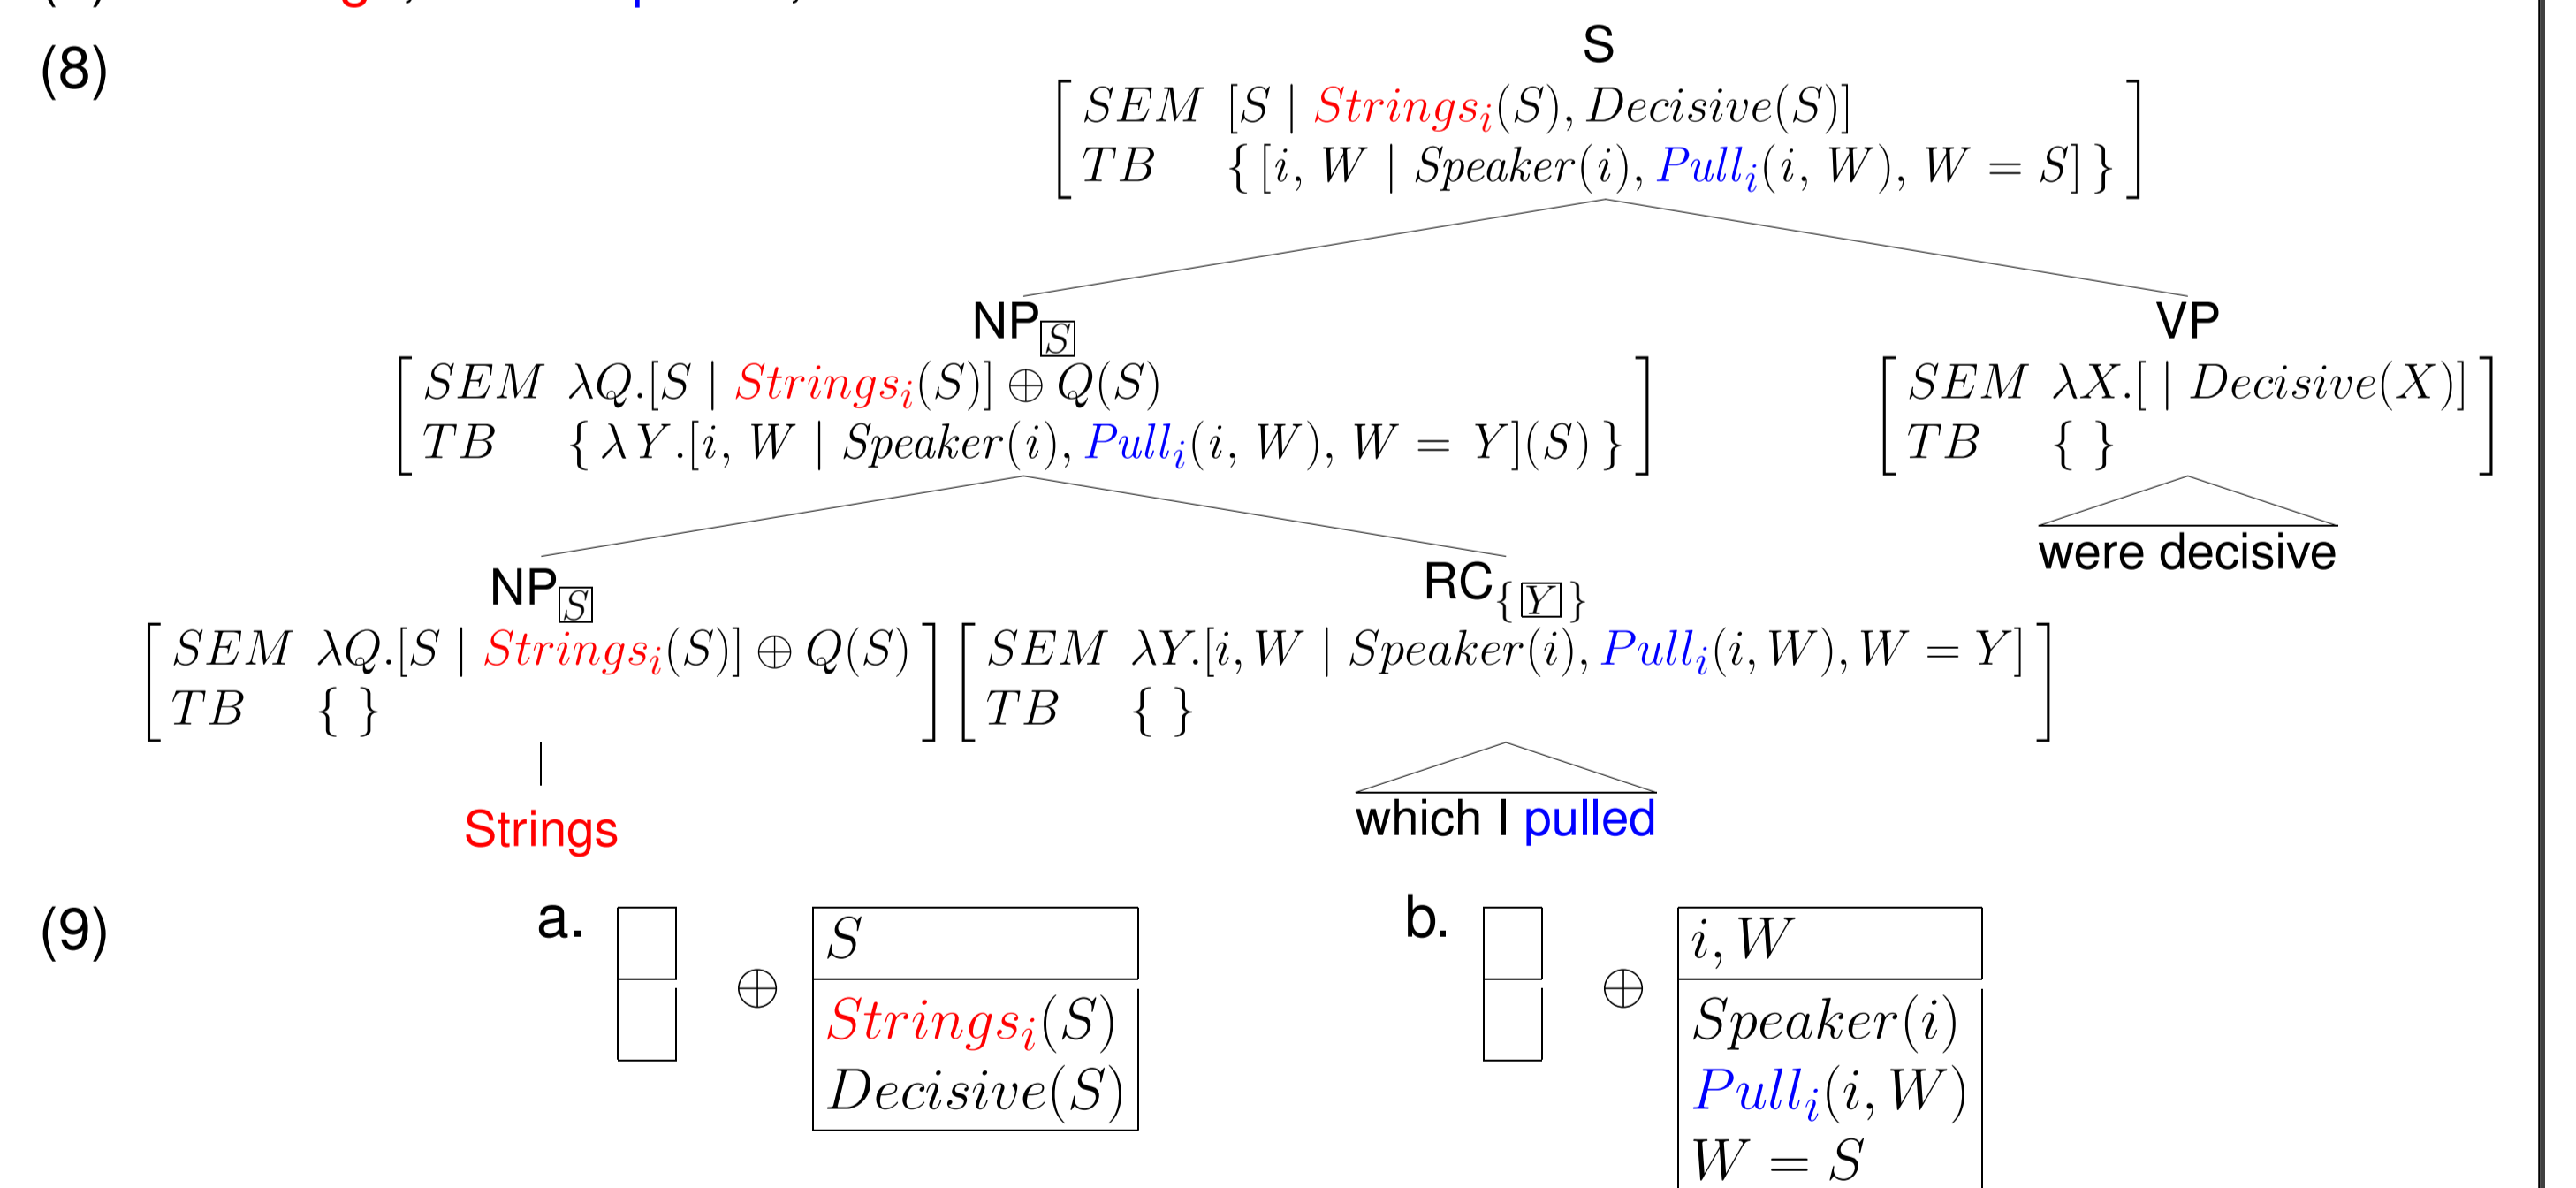 (8)
S
[ SEM [S | Strings_i(S), Decisive(S)]
TB { [i, W | Speaker(i), Pull_i(i, W), W = S] } ]
NP_S VP
[ SEM λQ.[S | Strings_i(S)] ⊕ Q(S)
TB { λY.[i, W | Speaker(i), Pull_i(i, W), W = Y](S) } ]
[ SEM λX.[ | Decisive(X)]
TB { } ]
were decisive
NP_S RC_{Y}
[ SEM λQ.[S | Strings_i(S)] ⊕ Q(S)
TB { } ]
[ SEM λY.[i, W | Speaker(i), Pull_i(i, W), W = Y]
TB { } ]
Strings
which I pulled
(9)
a.
⊕
S
Strings_i(S)
Decisive(S)
b.
⊕
i, W
Speaker(i)
Pull_i(i, W)
W = S